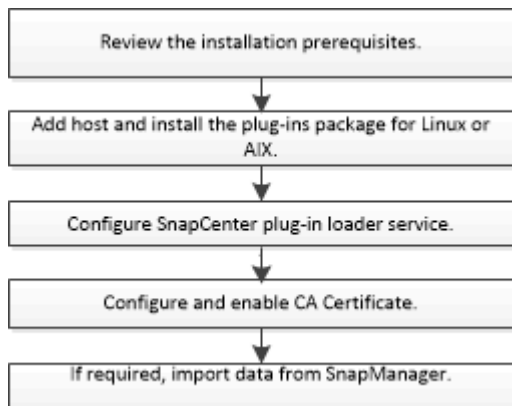 Review the installation prerequisites.
Add host and install the plug-ins package for Linux or
AIX.
Configure SnapCenter plug-in loader service.
Configure and enable CA Certificate.
If required, import data from SnapManager.